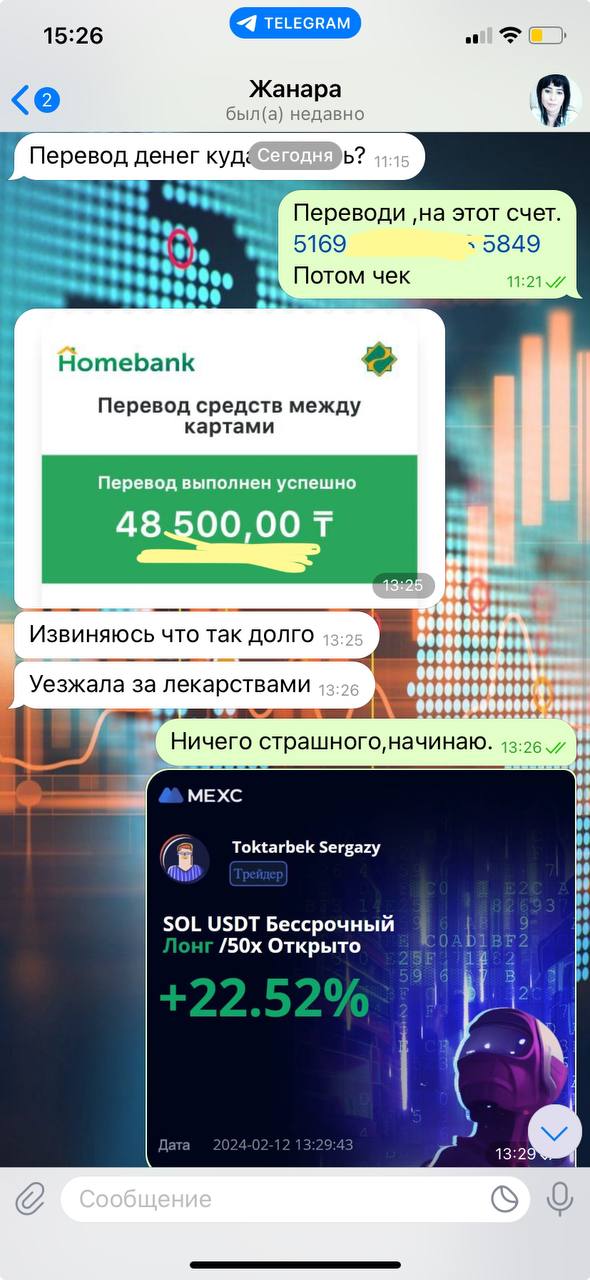 15:26
TELEGRAM
2
Жанара
был(а) недавно
Перевод денег куда ь? 11:15
Сегодня
Переводи ,на этот счет.
5169 5849
Потом чек 11:21
Homebank
Перевод средств между
картами
Перевод выполнен успешно
48 500,00 ₸
13:25
Извиняюсь что так долго 13:25
Уезжала за лекарствами 13:26
Ничего страшного,начинаю. 13:26
MEXC
Toktarbek Sergazy
Трейдер
SOL USDT Бессрочный
Лонг /50x Открыто
+22.52%
Дата 2024-02-12 13:29:43
13:29
Сообщение